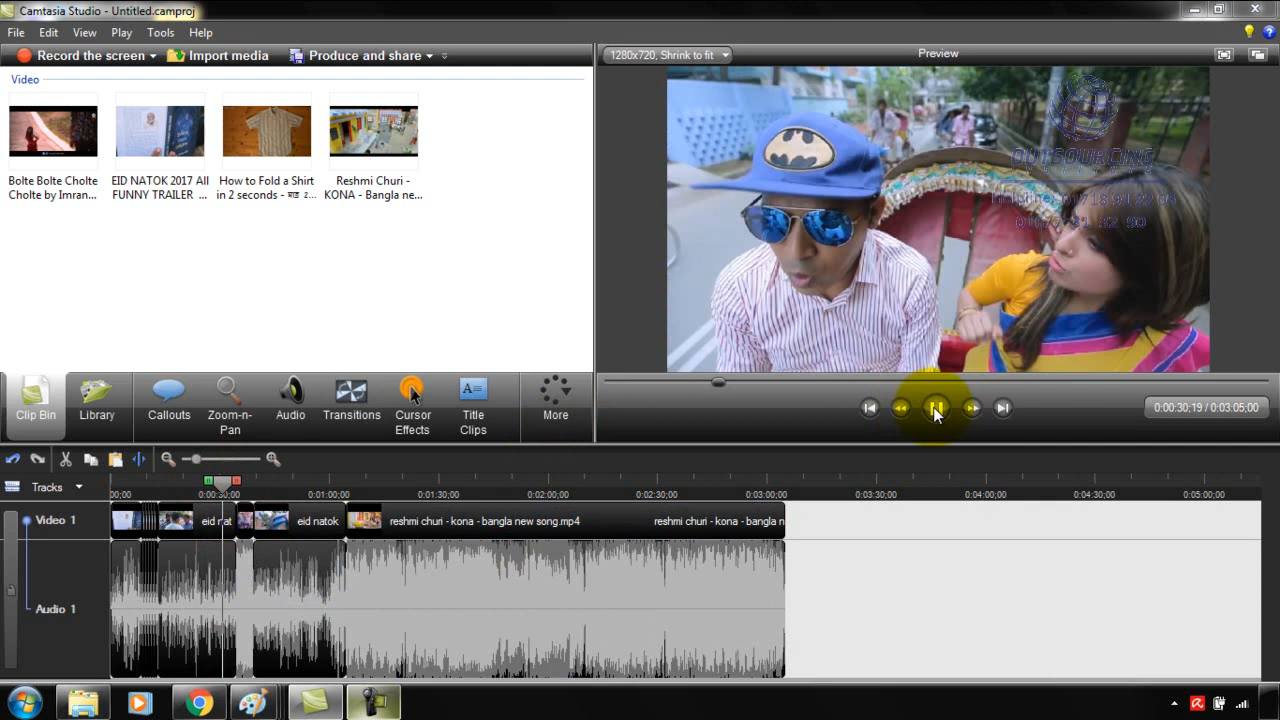 Camtasia Studio - Untitled.camproj
File Edit View Play Tools Help
Record the screen Import media Produce and share
1280x720, Shrink to fit
Preview
Video
Bolte Bolte Cholte
Cholte by Imran...
EID NATOK 2017 All
FUNNY TRAILER ...
How to Fold a Shirt
in 2 seconds - মাত্র ২...
Reshmi Churi -
KONA - Bangla ne...
OUTSOURCING
Helpline:
Clip Bin
Library
Callouts
Zoom-n-
Pan
Audio
Transitions
Cursor
Effects
Title
Clips
More
0:00:30;19 / 0:03:05;00
Tracks
00;00 0:00:30;00 0:01:00;00 0:01:30;00 0:02:00;00 0:02:30;00 0:03:00;00 0:03:30;00 0:04:00;00 0:04:30;00 0:05:00;00
Video 1
eid nat
eid natok
reshmi churi - kona - bangla new song.mp4
reshmi churi - kona - bangla n
Audio 1